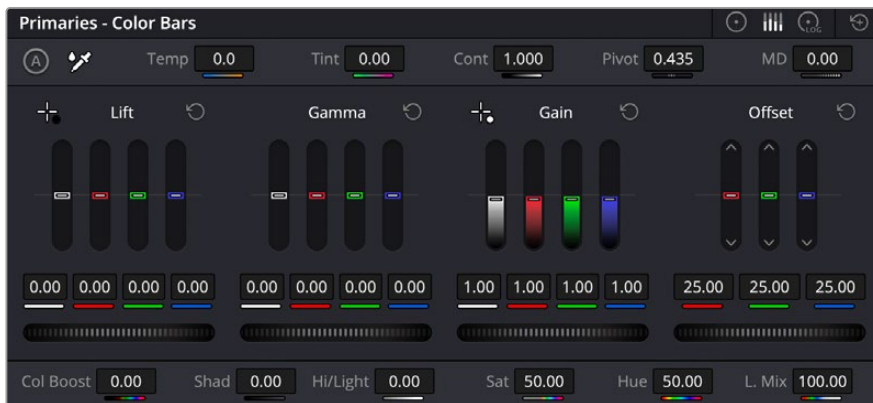 Primaries - Color Bars
LOG
A Temp 0.0 Tint 0.00 Cont 1.000 Pivot 0.435 MD 0.00
Lift Gamma Gain Offset
0.00 0.00 0.00 0.00 0.00 0.00 0.00 0.00 1.00 1.00 1.00 1.00 25.00 25.00 25.00
Col Boost 0.00 Shad 0.00 Hi/Light 0.00 Sat 50.00 Hue 50.00 L. Mix 100.00